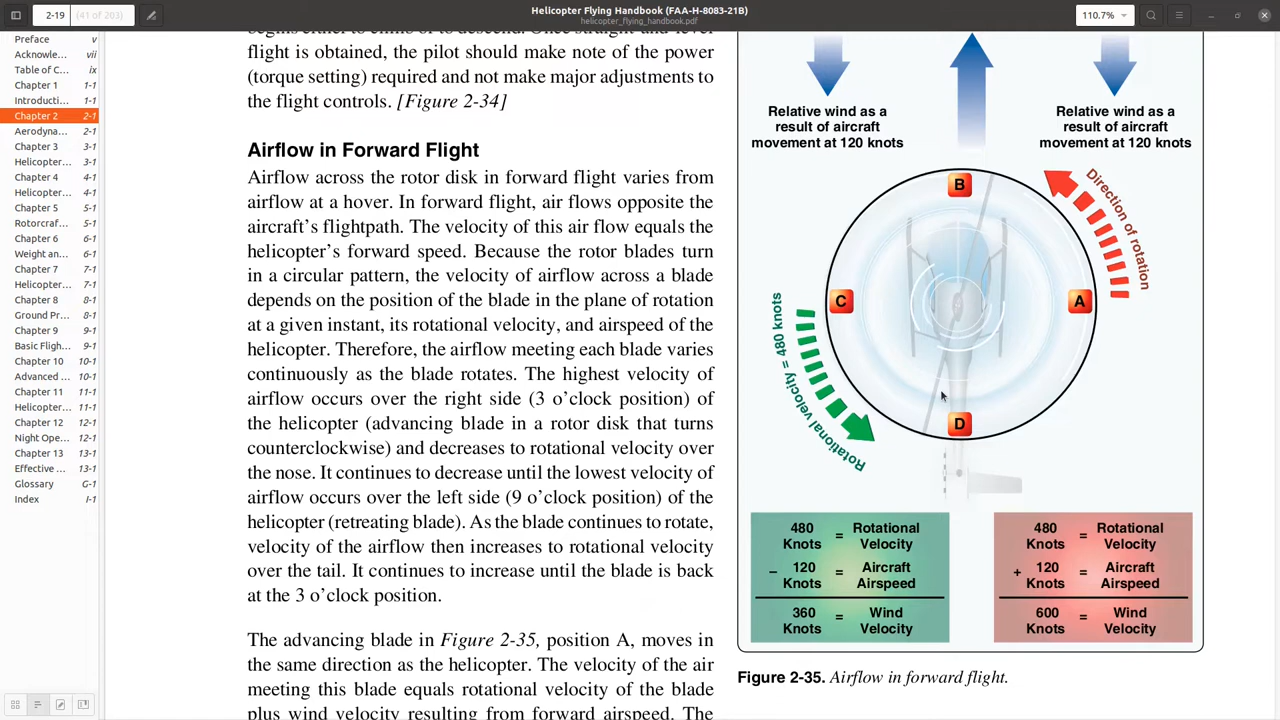 2-19
(41 of 203)
Helicopter Flying Handbook (FAA-H-8083-21B)
helicopter_flying_handbook.pdf
110.7%
Preface v
Acknowle... vii
Table of C... ix
Chapter 1 1-1
Introducti... 1-1
Chapter 2 2-1
Aerodyna... 2-1
Chapter 3 3-1
Helicopter... 3-1
Chapter 4 4-1
Helicopter... 4-1
Chapter 5 5-1
Rotorcraf... 5-1
Chapter 6 6-1
Weight an... 6-1
Chapter 7 7-1
Helicopter... 7-1
Chapter 8 8-1
Ground Pr... 8-1
Chapter 9 9-1
Basic Fligh... 9-1
Chapter 10 10-1
Advanced ... 10-1
Chapter 11 11-1
Helicopter... 11-1
Chapter 12 12-1
Night Ope... 12-1
Chapter 13 13-1
Effective ... 13-1
Glossary G-1
Index I-1
begins either to climb or to descend. Once straight-and-level
flight is obtained, the pilot should make note of the power
(torque setting) required and not make major adjustments to
the flight controls. [Figure 2-34]
Airflow in Forward Flight
Airflow across the rotor disk in forward flight varies from
airflow at a hover. In forward flight, air flows opposite the
aircraft's flightpath. The velocity of this air flow equals the
helicopter's forward speed. Because the rotor blades turn
in a circular pattern, the velocity of airflow across a blade
depends on the position of the blade in the plane of rotation
at a given instant, its rotational velocity, and airspeed of the
helicopter. Therefore, the airflow meeting each blade varies
continuously as the blade rotates. The highest velocity of
airflow occurs over the right side (3 o'clock position) of
the helicopter (advancing blade in a rotor disk that turns
counterclockwise) and decreases to rotational velocity over
the nose. It continues to decrease until the lowest velocity of
airflow occurs over the left side (9 o'clock position) of the
helicopter (retreating blade). As the blade continues to rotate,
velocity of the airflow then increases to rotational velocity
over the tail. It continues to increase until the blade is back
at the 3 o'clock position.
The advancing blade in Figure 2-35, position A, moves in
the same direction as the helicopter. The velocity of the air
meeting this blade equals rotational velocity of the blade
plus wind velocity resulting from forward airspeed. The
Relative wind as a
result of aircraft
movement at 120 knots
Relative wind as a
result of aircraft
movement at 120 knots
Direction of rotation
B
C
A
D
Rotational velocity = 480 knots
480 Knots = Rotational Velocity
– 120 Knots = Aircraft Airspeed
360 Knots = Wind Velocity
480 Knots = Rotational Velocity
+ 120 Knots = Aircraft Airspeed
600 Knots = Wind Velocity
Figure 2-35. Airflow in forward flight.